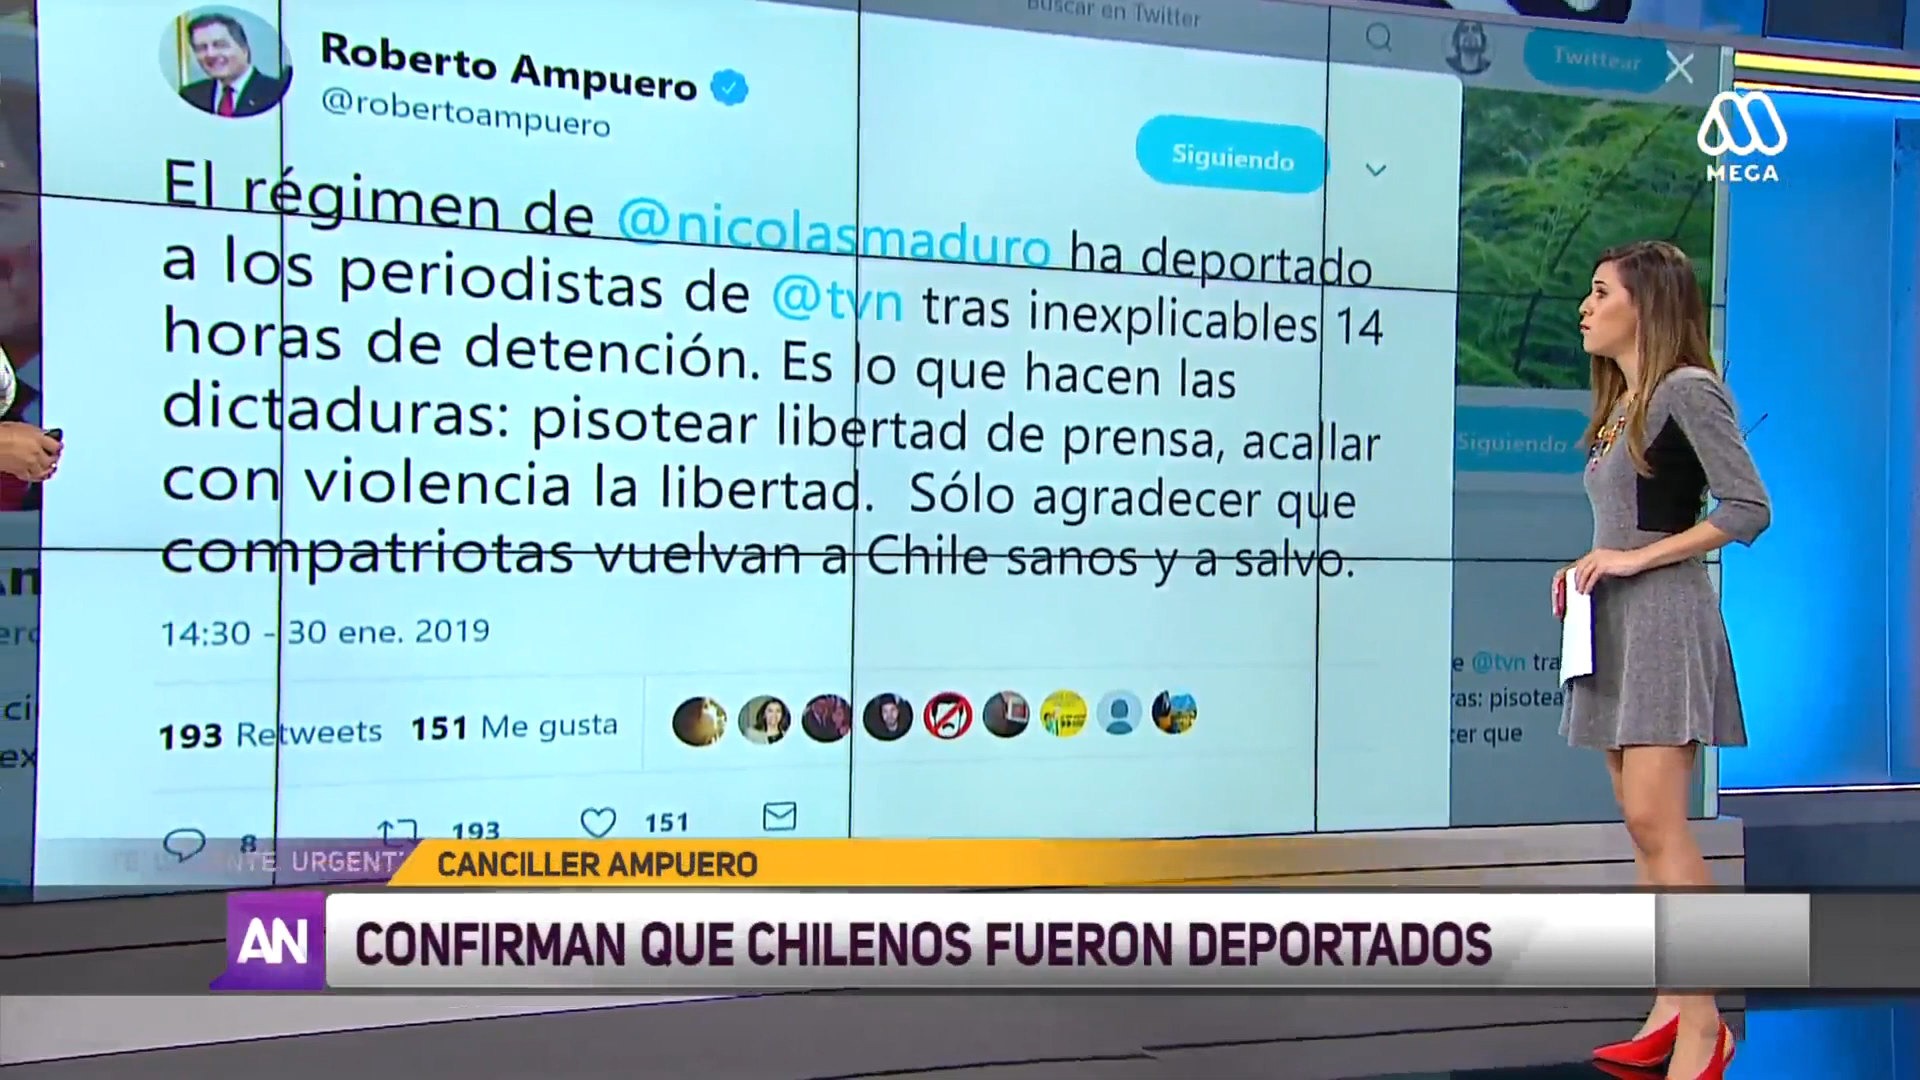 Buscar en Twitter
Twittear
Roberto Ampuero
@robertoampuero
Siguiendo
MEGA
El régimen de @nicolasmaduro ha deportado
a los periodistas de @tvn tras inexplicables 14
horas de detención. Es lo que hacen las
dictaduras: pisotear libertad de prensa, acallar
con violencia la libertad. Sólo agradecer que
compatriotas vuelvan a Chile sanos y a salvo.
Siguiendo
14:30 - 30 ene. 2019
e @tvn tra
as: pisotea
er que
193 Retweets 151 Me gusta
8 193 151
URGENT
CANCILLER AMPUERO
AN
CONFIRMAN QUE CHILENOS FUERON DEPORTADOS